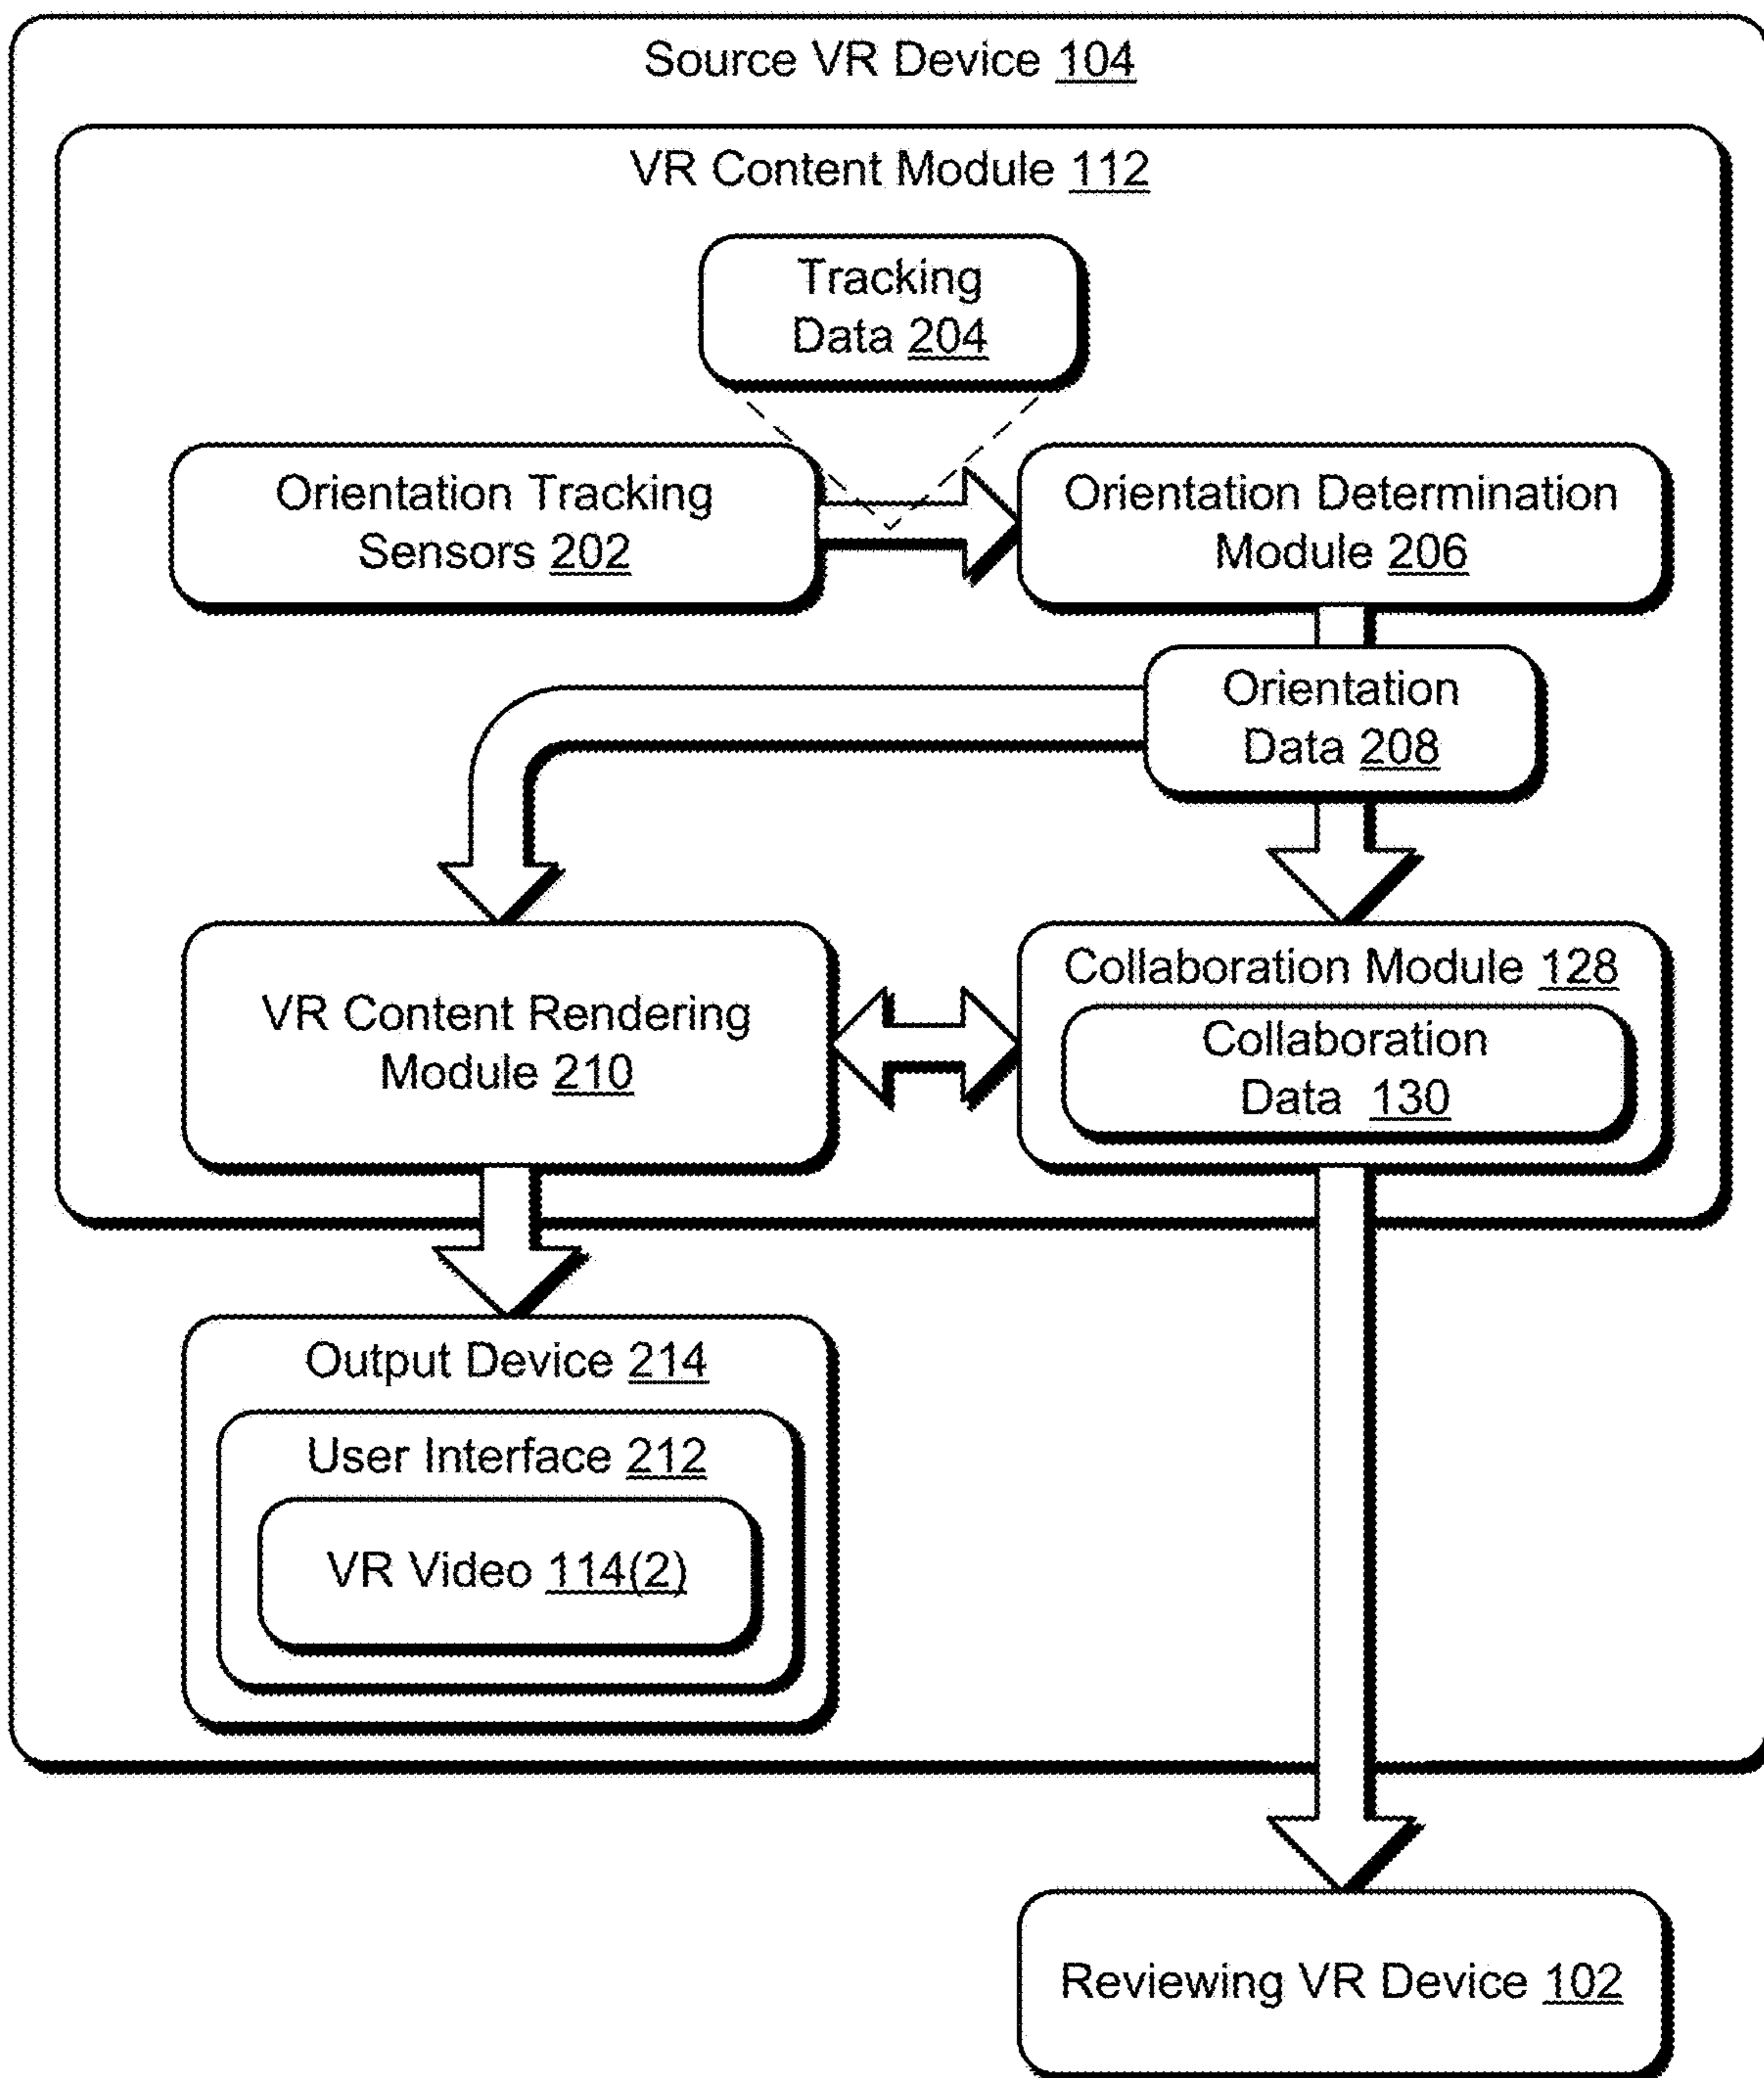 Source VR Device 104
VR Content Module 112
Tracking
Data 204
Orientation Tracking
Sensors 202
Orientation Determination
Module 206
Orientation
Data 208
VR Content Rendering
Module 210
Collaboration Module 128
Collaboration
Data 130
Output Device 214
User Interface 212
VR Video 114(2)
Reviewing VR Device 102